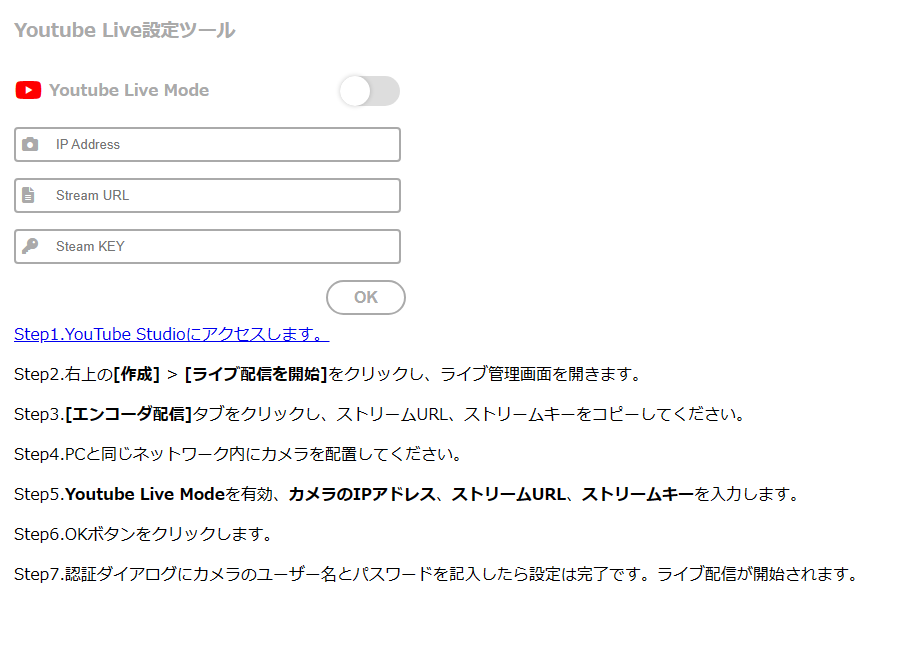 Youtube Live設定ツール
Youtube Live Mode
IP Address
Stream URL
Steam KEY
OK
Step1.YouTube Studioにアクセスします。
Step2.右上の[作成] > [ライブ配信を開始]をクリックし、ライブ管理画面を開きます。
Step3.[エンコーダ配信]タブをクリックし、ストリームURL、ストリームキーをコピーしてください。
Step4.PCと同じネットワーク内にカメラを配置してください。
Step5.Youtube Live Modeを有効、カメラのIPアドレス、ストリームURL、ストリームキーを入力します。
Step6.OKボタンをクリックします。
Step7.認証ダイアログにカメラのユーザー名とパスワードを記入したら設定は完了です。ライブ配信が開始されます。